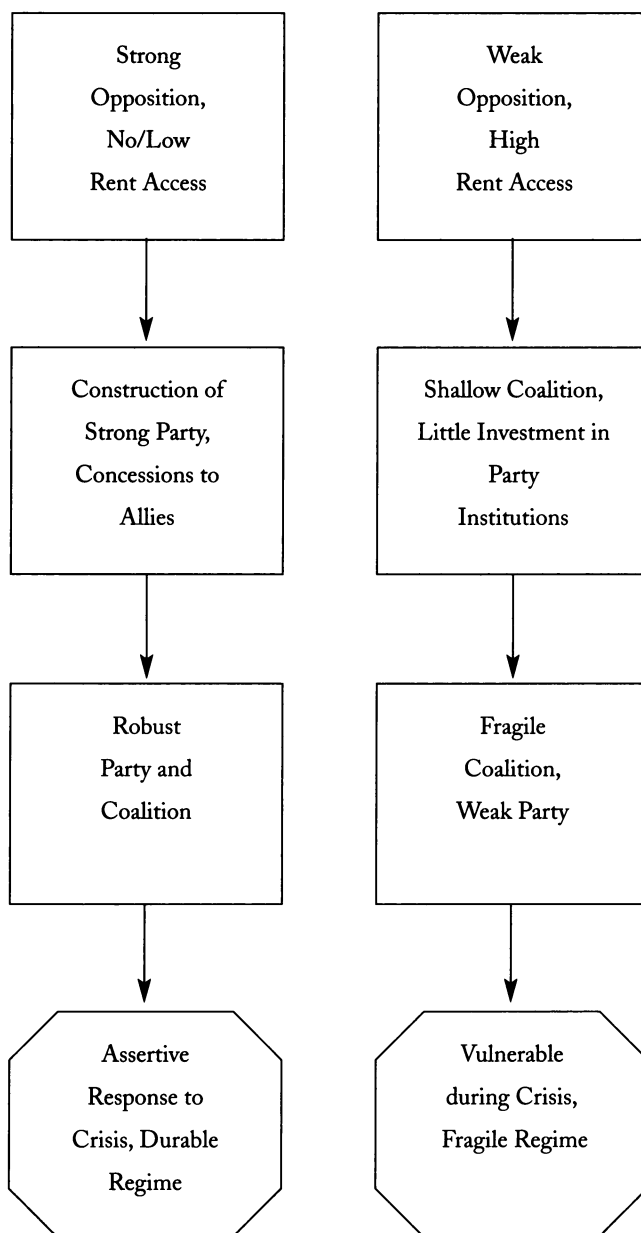 Strong
Opposition,
No/Low
Rent Access
Weak
Opposition,
High
Rent Access
Construction of
Strong Party,
Concessions to
Allies
Shallow Coalition,
Little Investment in
Party
Institutions
Robust
Party and
Coalition
Fragile
Coalition,
Weak Party
Assertive
Response to
Crisis, Durable
Regime
Vulnerable
during Crisis,
Fragile Regime